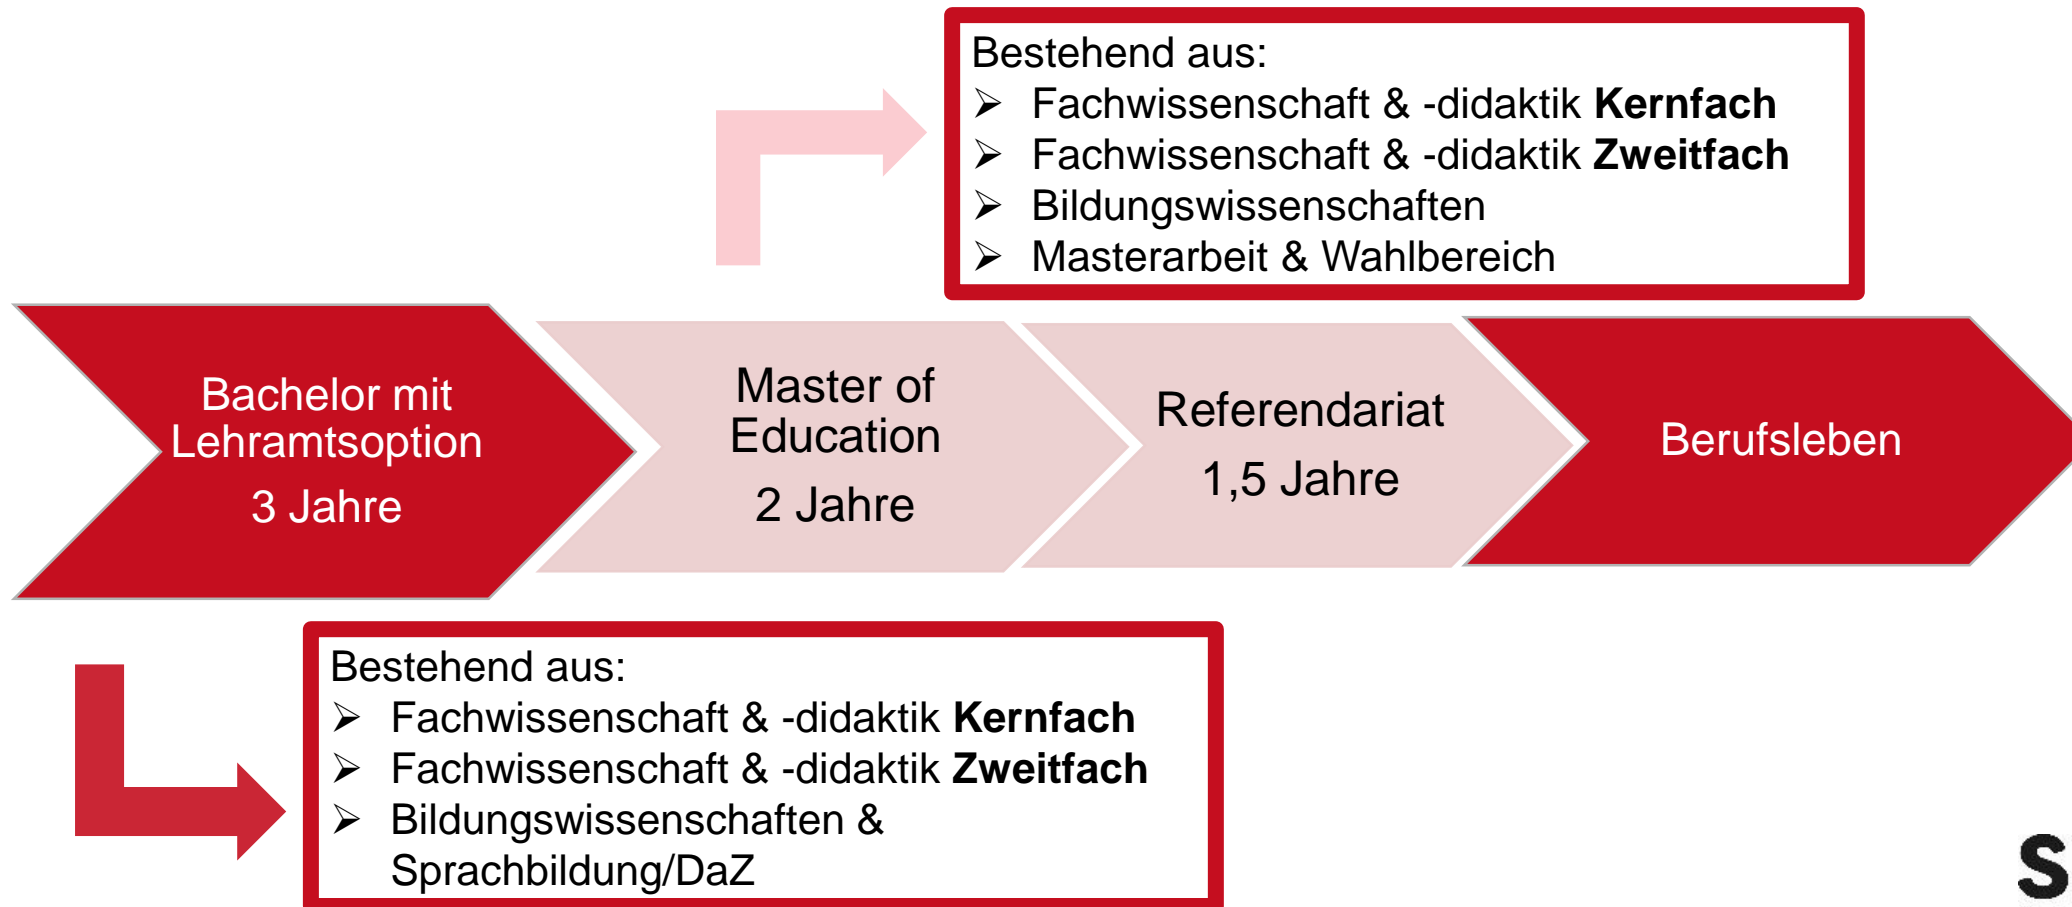 Bestehend aus:
➢ Fachwissenschaft & -didaktik Kernfach
➢ Fachwissenschaft & -didaktik Zweitfach
➢ Bildungswissenschaften
➢ Masterarbeit & Wahlbereich
Bachelor mit
Lehramtsoption
3 Jahre
Master of
Education
2 Jahre
Referendariat
1,5 Jahre
Berufsleben
Bestehend aus:
➢ Fachwissenschaft & -didaktik Kernfach
➢ Fachwissenschaft & -didaktik Zweitfach
➢ Bildungswissenschaften &
Sprachbildung/DaZ
S